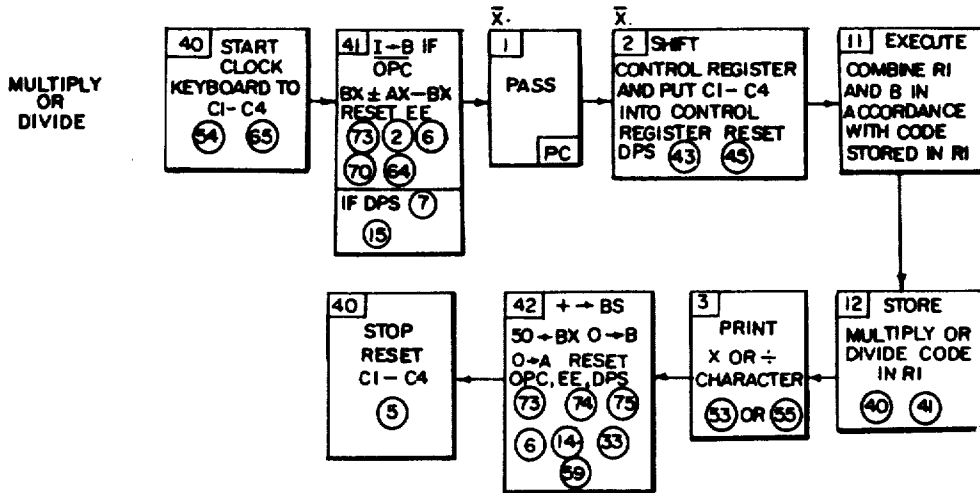 MULTIPLY
OR
DIVIDE
40 START
CLOCK
KEYBOARD TO
C1-C4
54 65
41 I→B IF
OPC
BX ± AX→BX
RESET EE
73 2 6
70 64
IF DPS 7
15
X̄.
1
PASS
PC
X̄.
2 SHIFT
CONTROL REGISTER
AND PUT C1-C4
INTO CONTROL
REGISTER RESET
DPS 43 45
11 EXECUTE
COMBINE R1
AND B IN
ACCORDANCE
WITH CODE
STORED IN R1
12 STORE
MULTIPLY OR
DIVIDE CODE
IN R1
40 41
3
PRINT
X OR ÷
CHARACTER
53 OR 55
42 + → BS
50 → BX O→B
O→A RESET
OPC, EE, DPS
73 74 75
6 14 33
59
40
STOP
RESET
C1-C4
5